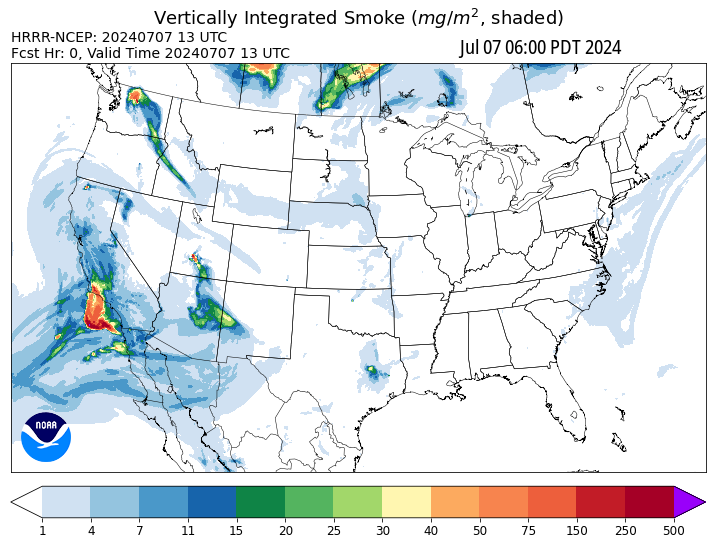 Vertically Integrated Smoke (mg/m², shaded)
HRRR-NCEP: 20240707 13 UTC
Fcst Hr: 0, Valid Time 20240707 13 UTC
Jul 07 06:00 PDT 2024
NOAA
1 4 7 11 15 20 25 30 40 50 75 150 250 500